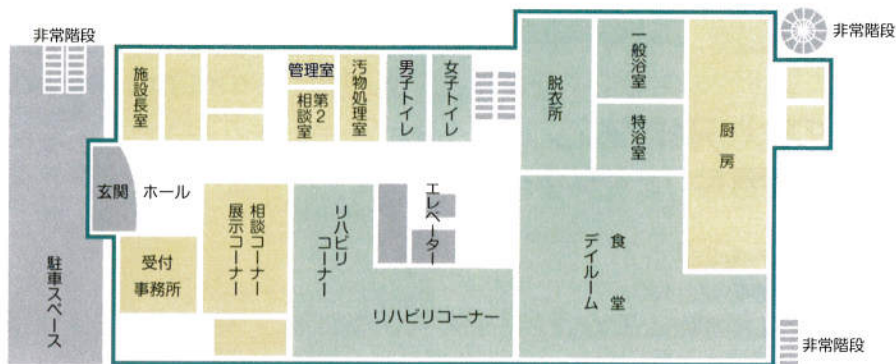 非常階段
非常階段
施設長室
管理室
第2
相談室
汚物処理室
男子トイレ
女子トイレ
脱衣所
一般浴室
特浴室
厨房
玄関
ホール
駐車スペース
受付
事務所
相談コーナー
展示コーナー
リハビリ
コーナー
エレベーター
リハビリコーナー
食堂
デイルーム
非常階段